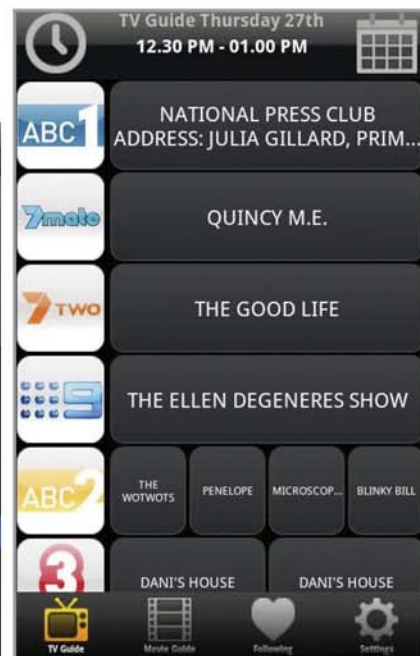 TV Guide Thursday 27th
12.30 PM - 01.00 PM
ABC1
NATIONAL PRESS CLUB
ADDRESS: JULIA GILLARD, PRIM...
7mate
QUINCY M.E.
7 TWO
THE GOOD LIFE
9
THE ELLEN DEGENERES SHOW
ABC2
THE
WOTWOTS
PENELOPE
MICROSCOP...
BLINKY BILL
3
DANI'S HOUSE
DANI'S HOUSE
TV Guide
Movie Guide
Following
Settings